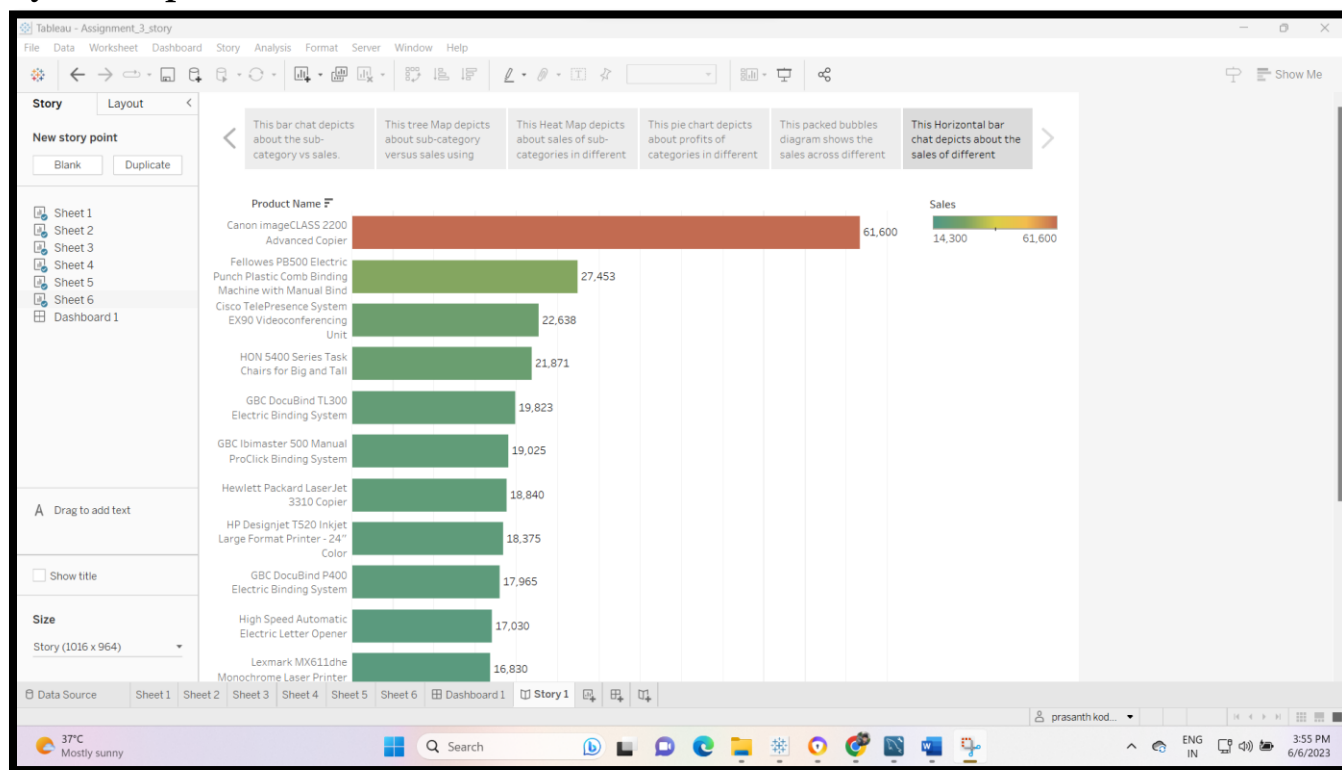 Tableau - Assignment_3_story
File Data Worksheet Dashboard Story Analysis Format Server Window Help
Show Me
Story Layout
New story point
Blank Duplicate
Sheet 1
Sheet 2
Sheet 3
Sheet 4
Sheet 5
Sheet 6
Dashboard 1
A Drag to add text
Show title
Size
Story (1016 x 964)
This bar chat depicts
about the sub-
category vs sales.
This tree Map depicts
about sub-category
versus sales using
This Heat Map depicts
about sales of sub-
categories in different
This pie chart depicts
about profits of
categories in different
This packed bubbles
diagram shows the
sales across different
This Horizontal bar
chat depicts about the
sales of different
Product Name
Canon imageCLASS 2200
Advanced Copier
61,600
Fellowes PB500 Electric
Punch Plastic Comb Binding
Machine with Manual Bind
27,453
Cisco TelePresence System
EX90 Videoconferencing
Unit
22,638
HON 5400 Series Task
Chairs for Big and Tall
21,871
GBC DocuBind TL300
Electric Binding System
19,823
GBC Ibimaster 500 Manual
ProClick Binding System
19,025
Hewlett Packard LaserJet
3310 Copier
18,840
HP Designjet T520 Inkjet
Large Format Printer - 24"
Color
18,375
GBC DocuBind P400
Electric Binding System
17,965
High Speed Automatic
Electric Letter Opener
17,030
Lexmark MX611dhe
Monochrome Laser Printer
16,830
Sales
14,300 61,600
Data Source Sheet 1 Sheet 2 Sheet 3 Sheet 4 Sheet 5 Sheet 6 Dashboard 1 Story 1
prasanth kod...
37°C
Mostly sunny
Search
ENG
IN
3:55 PM
6/6/2023